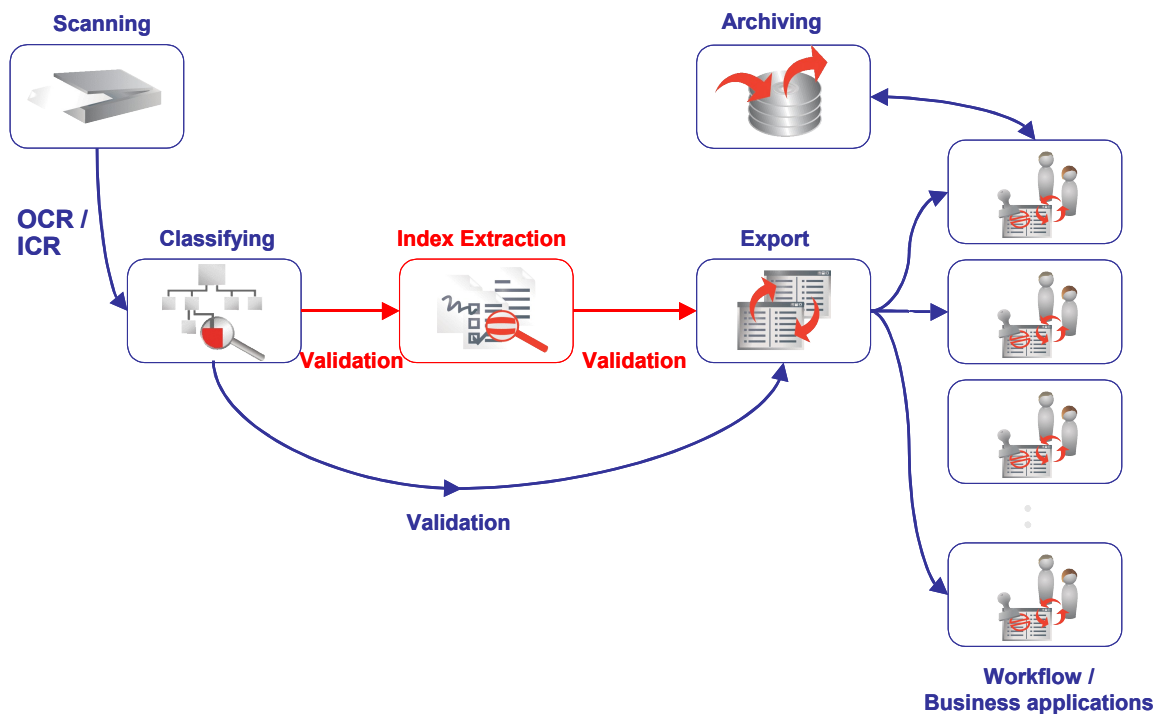 Scanning
Archiving
OCR /
ICR
Classifying
Index Extraction
Export
Validation
Validation
Validation
Workflow /
Business applications